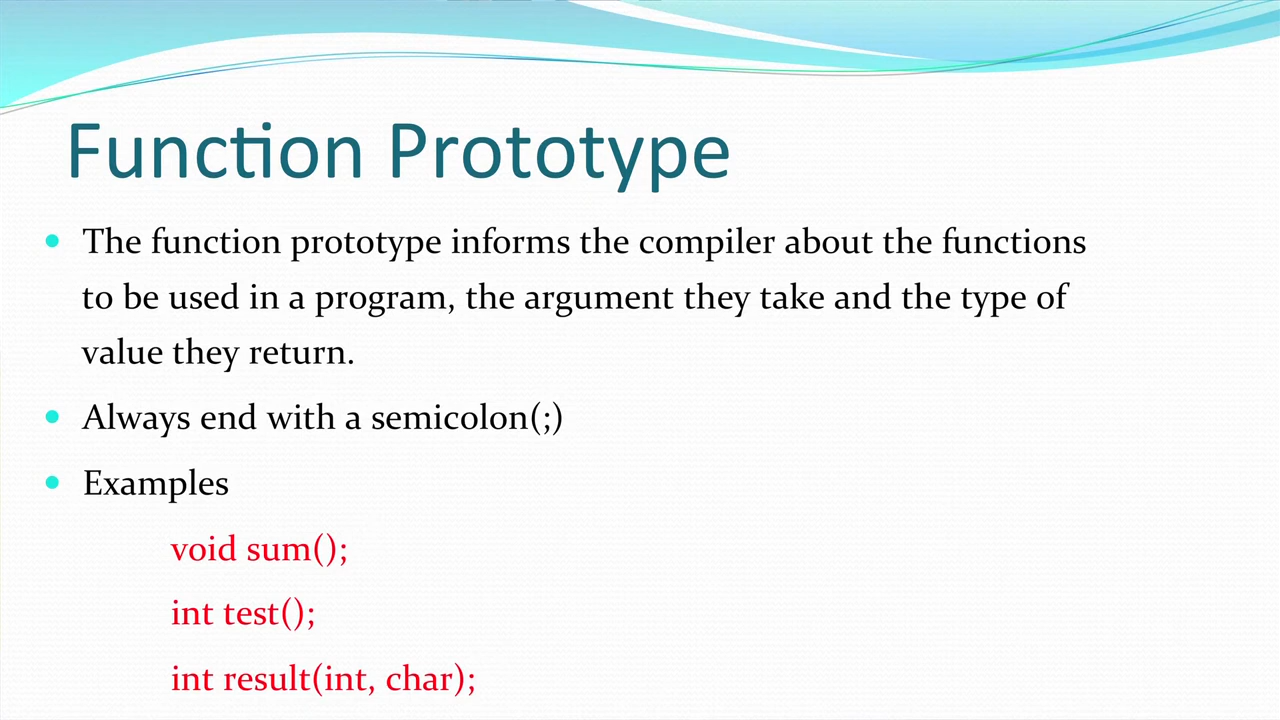 Function Prototype
The function prototype informs the compiler about the functions
to be used in a program, the argument they take and the type of
value they return.
Always end with a semicolon(;)
Examples
void sum();
int test();
int result(int, char);